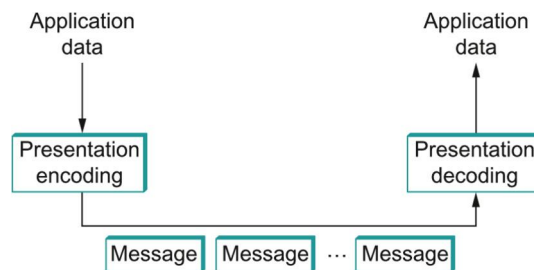 Application
data
Application
data
Presentation
encoding
Presentation
decoding
Message
Message
...
Message